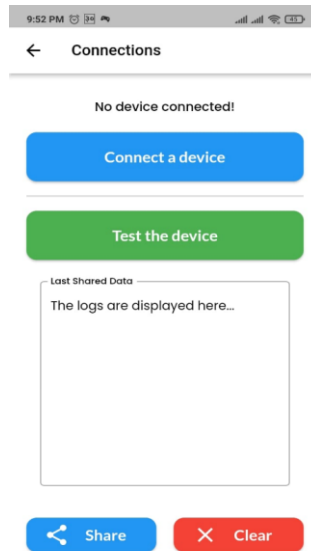 9:52 PM
Connections
No device connected!
Connect a device
Test the device
Last Shared Data
The logs are displayed here...
Share
Clear